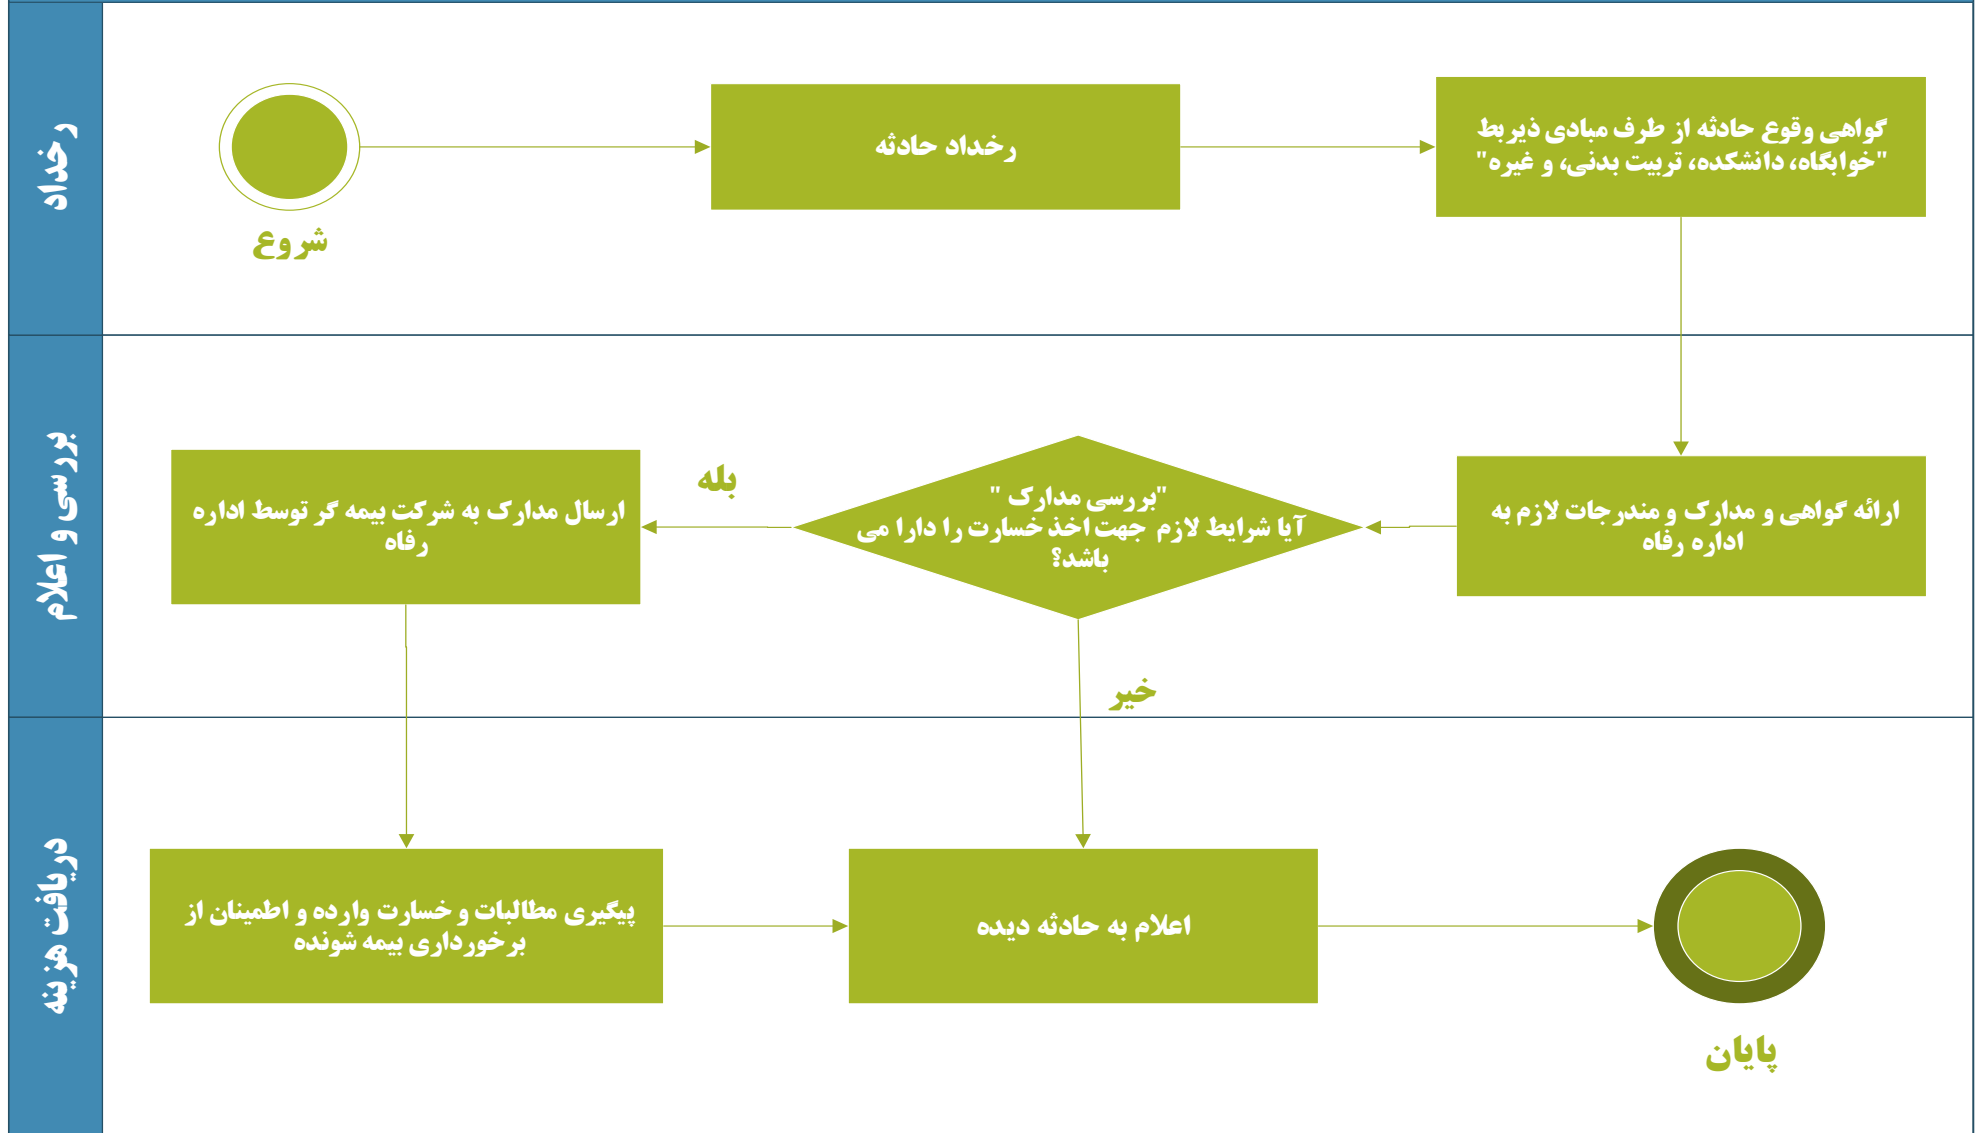 رخداد
شروع
رخداد حادثه
گواهی وقوع حادثه از طرف مبادی ذیربط
"خوابگاه، دانشکده، تربیت بدنی، و غیره"
بررسی و اعلام
ارائه گواهی و مدارک و مندرجات لازم به
اداره رفاه
"بررسی مدارک "
آیا شرایط لازم جهت اخذ خسارت را دارا می
باشد؟
بله
خیر
ارسال مدارک به شرکت بیمه گر توسط اداره
رفاه
دریافت هزینه
پیگیری مطالبات و خسارت وارده و اطمینان از
برخورداری بیمه شونده
اعلام به حادثه دیده
پایان